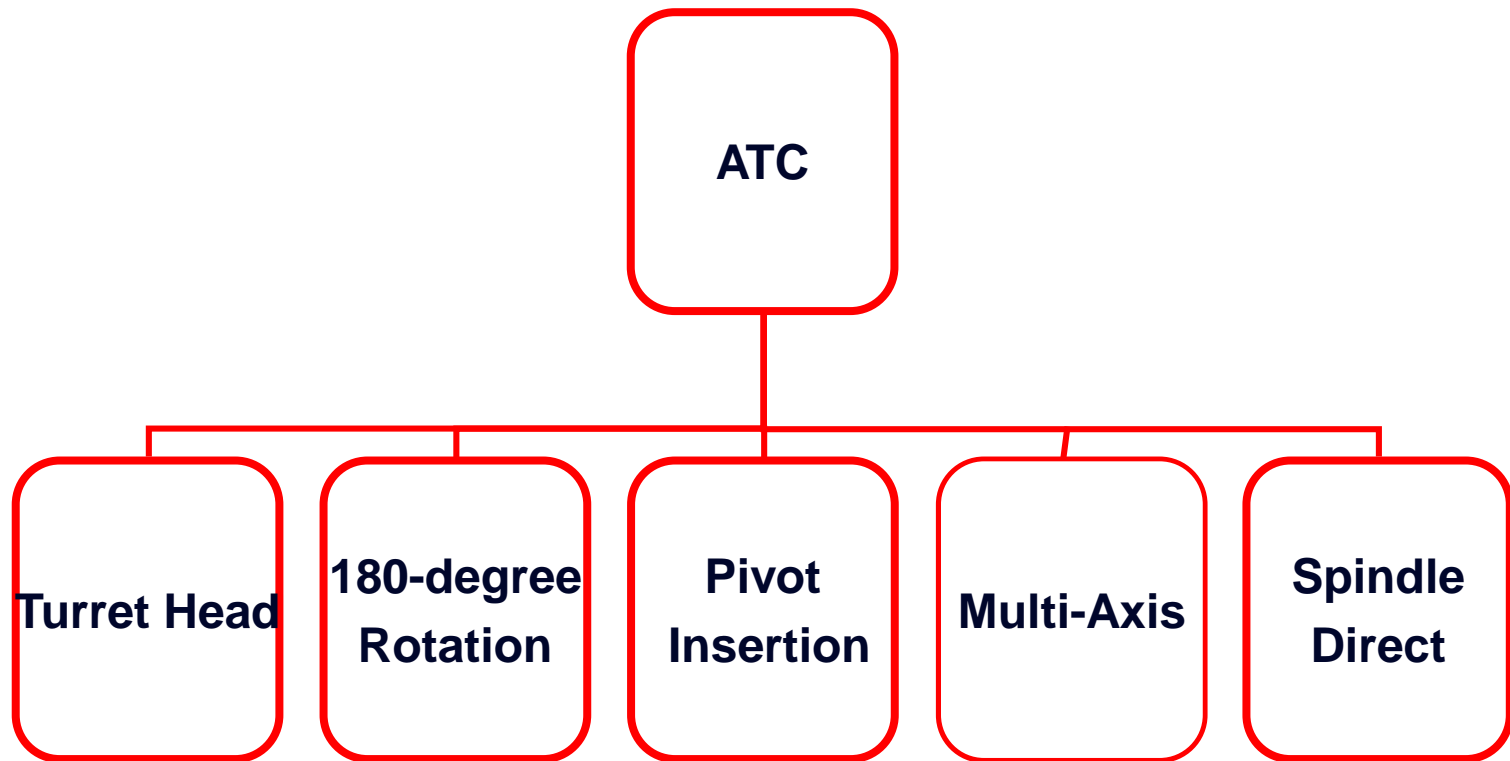 ATC
Turret Head
180-degree
Rotation
Pivot
Insertion
Multi-Axis
Spindle
Direct